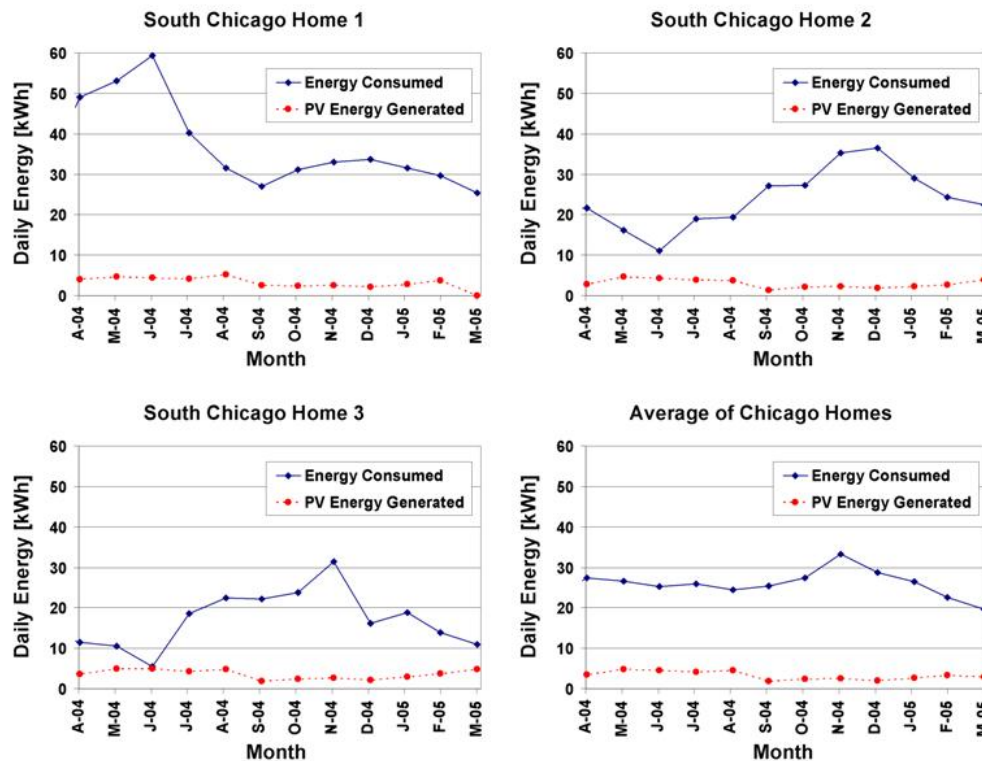 South Chicago Home 1
Daily Energy [kWh]
60
50
40
30
20
10
0
Energy Consumed
PV Energy Generated
A-04
M-04
J-04
J-04
A-04
S-04
O-04
N-04
D-04
J-05
F-05
M-05
Month
South Chicago Home 2
Daily Energy [kWh]
60
50
40
30
20
10
0
Energy Consumed
PV Energy Generated
A-04
M-04
J-04
J-04
A-04
S-04
O-04
N-04
D-04
J-05
F-05
M-05
Month
South Chicago Home 3
Daily Energy [kWh]
60
50
40
30
20
10
0
Energy Consumed
PV Energy Generated
A-04
M-04
J-04
J-04
A-04
S-04
O-04
N-04
D-04
J-05
F-05
M-05
Month
Average of Chicago Homes
Daily Energy [kWh]
60
50
40
30
20
10
0
Energy Consumed
PV Energy Generated
A-04
M-04
J-04
J-04
A-04
S-04
O-04
N-04
D-04
J-05
F-05
M-05
Month